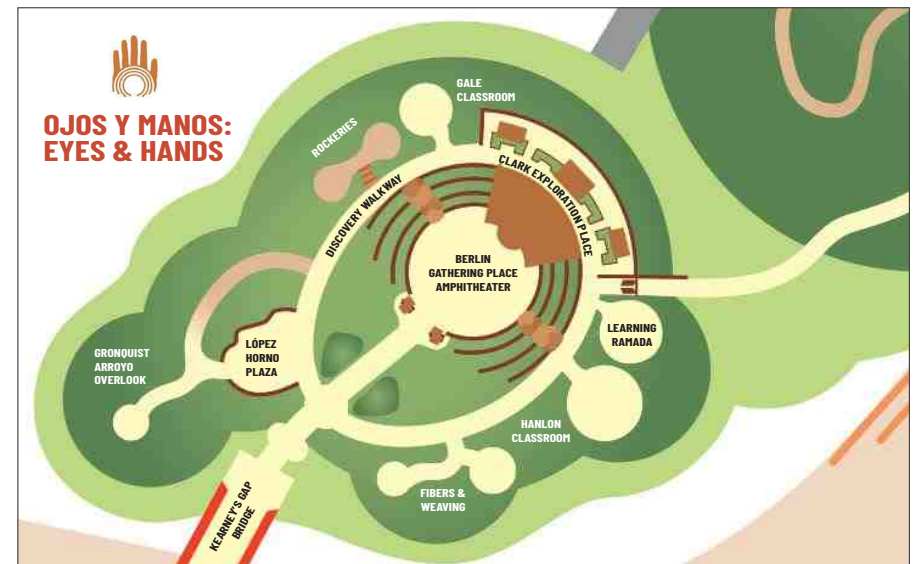 OJOS Y MANOS:
EYES & HANDS
GALE
CLASSROOM
ROCKERIES
DISCOVERY WALKWAY
CLARK EXPLORATION PLACE
BERLIN
GATHERING PLACE
AMPHITHEATER
LÓPEZ
HORNO
PLAZA
GRONQUIST
ARROYO
OVERLOOK
LEARNING
RAMADA
HANLON
CLASSROOM
FIBERS &
WEAVING
KEARNEY'S GAP
BRIDGE